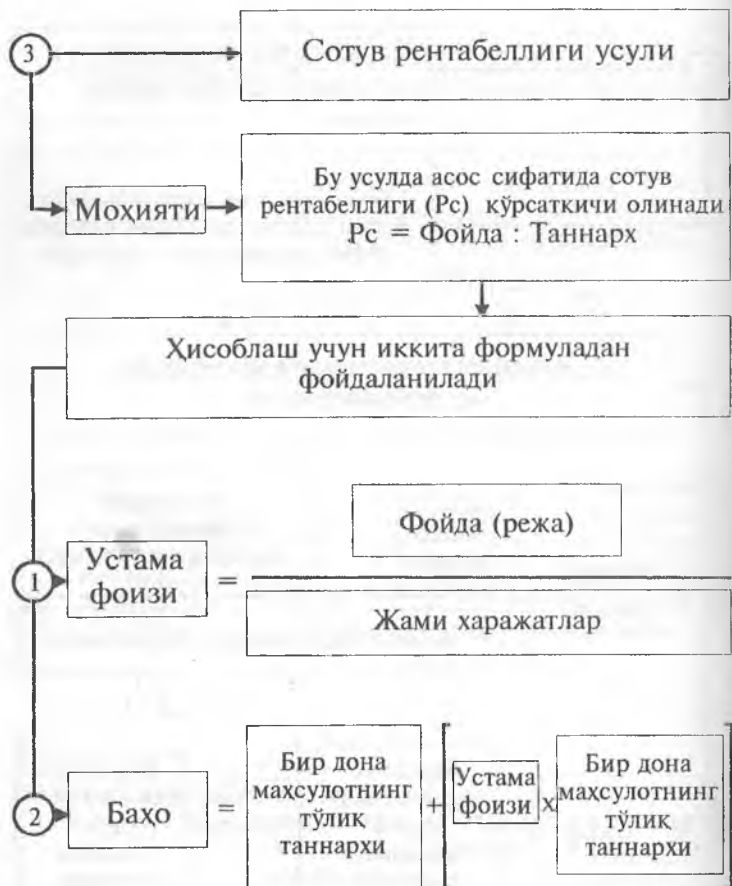 3
Сотув рентабеллиги усули
Моҳияти
Бу усулда асос сифатида сотув
рентабеллиги (Рс) кўрсаткичи олинади
Рс = Фойда : Таннарх
Ҳисоблаш учун иккита формуладан
фойдаланилади
1
Устама
фоизи
=
Фойда (режа)
Жами харажатлар
2
Баҳо
=
Бир дона
маҳсулотнинг
тўлиқ
таннархи
+
[
Устама
фоизи
х
Бир дона
маҳсулотнинг
тўлиқ
таннархи
]